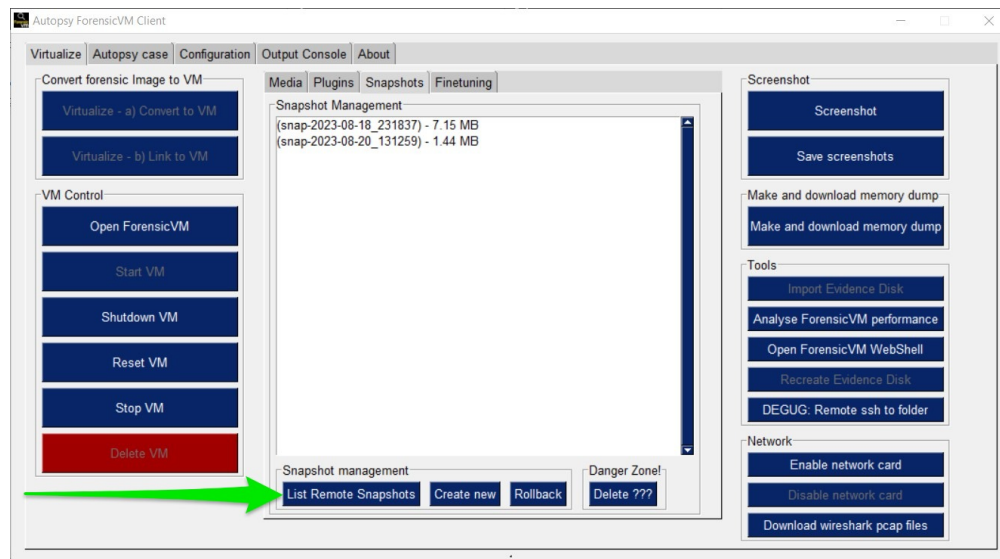 Autopsy ForensicVM Client
Virtualize Autopsy case Configuration Output Console About
Convert forensic Image to VM
Virtualize - a) Convert to VM
Virtualize - b) Link to VM
VM Control
Open ForensicVM
Start VM
Shutdown VM
Reset VM
Stop VM
Delete VM
Media Plugins Snapshots Finetuning
Snapshot Management
(snap-2023-08-18_231837) - 7.15 MB
(snap-2023-08-20_131259) - 1.44 MB
Snapshot management
List Remote Snapshots Create new Rollback
Danger Zone!
Delete ???
Screenshot
Screenshot
Save screenshots
Make and download memory dump
Make and download memory dump
Tools
Import Evidence Disk
Analyse ForensicVM performance
Open ForensicVM WebShell
Recreate Evidence Disk
DEGUG: Remote ssh to folder
Network
Enable network card
Disable network card
Download wireshark pcap files